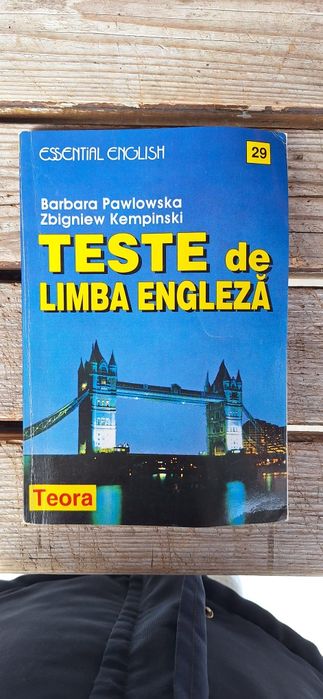 ESSENTIAL ENGLISH
29
Barbara Pawlowska
Zbigniew Kempinski
TESTE de
LIMBA ENGLEZĂ
Teora